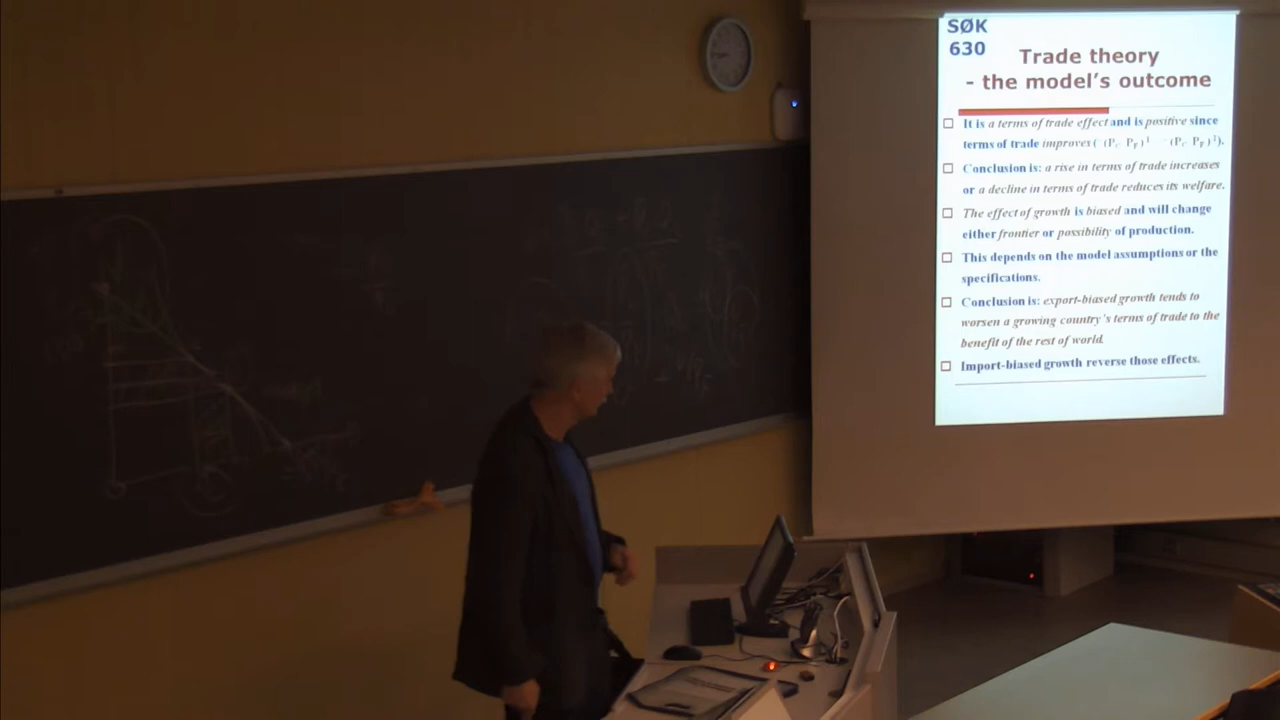 SØK
630
Trade theory
- the model's outcome
It is a terms of trade effect and is positive since
terms of trade improves
Conclusion is: a rise in terms of trade increases
or a decline in terms of trade reduces its welfare.
The effect of growth is biased and will change
either frontier or possibility of production.
This depends on the model assumptions or the
specifications.
Conclusion is: export-biased growth tends to
worsen a growing country's terms of trade to the
benefit of the rest of world.
Import-biased growth reverse those effects.